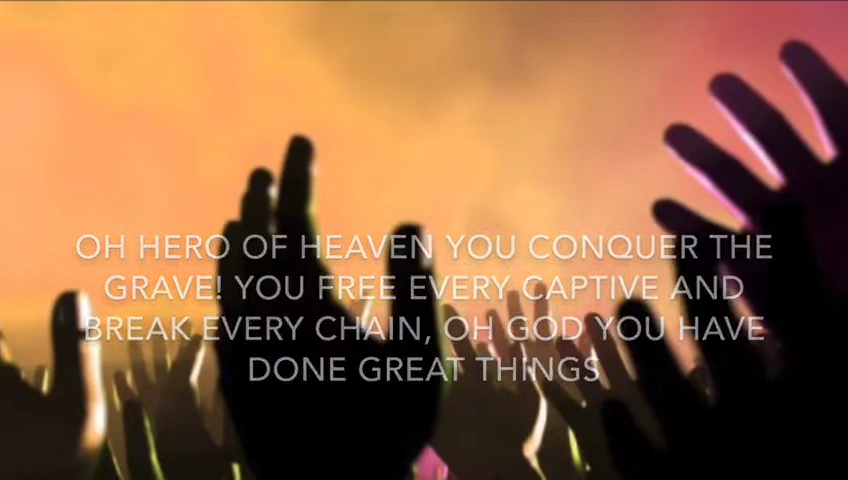 OH HERO OF HEAVEN YOU CONQUER THE
GRAVE! YOU FREE EVERY CAPTIVE AND
BREAK EVERY CHAIN, OH GOD YOU HAVE
DONE GREAT THINGS